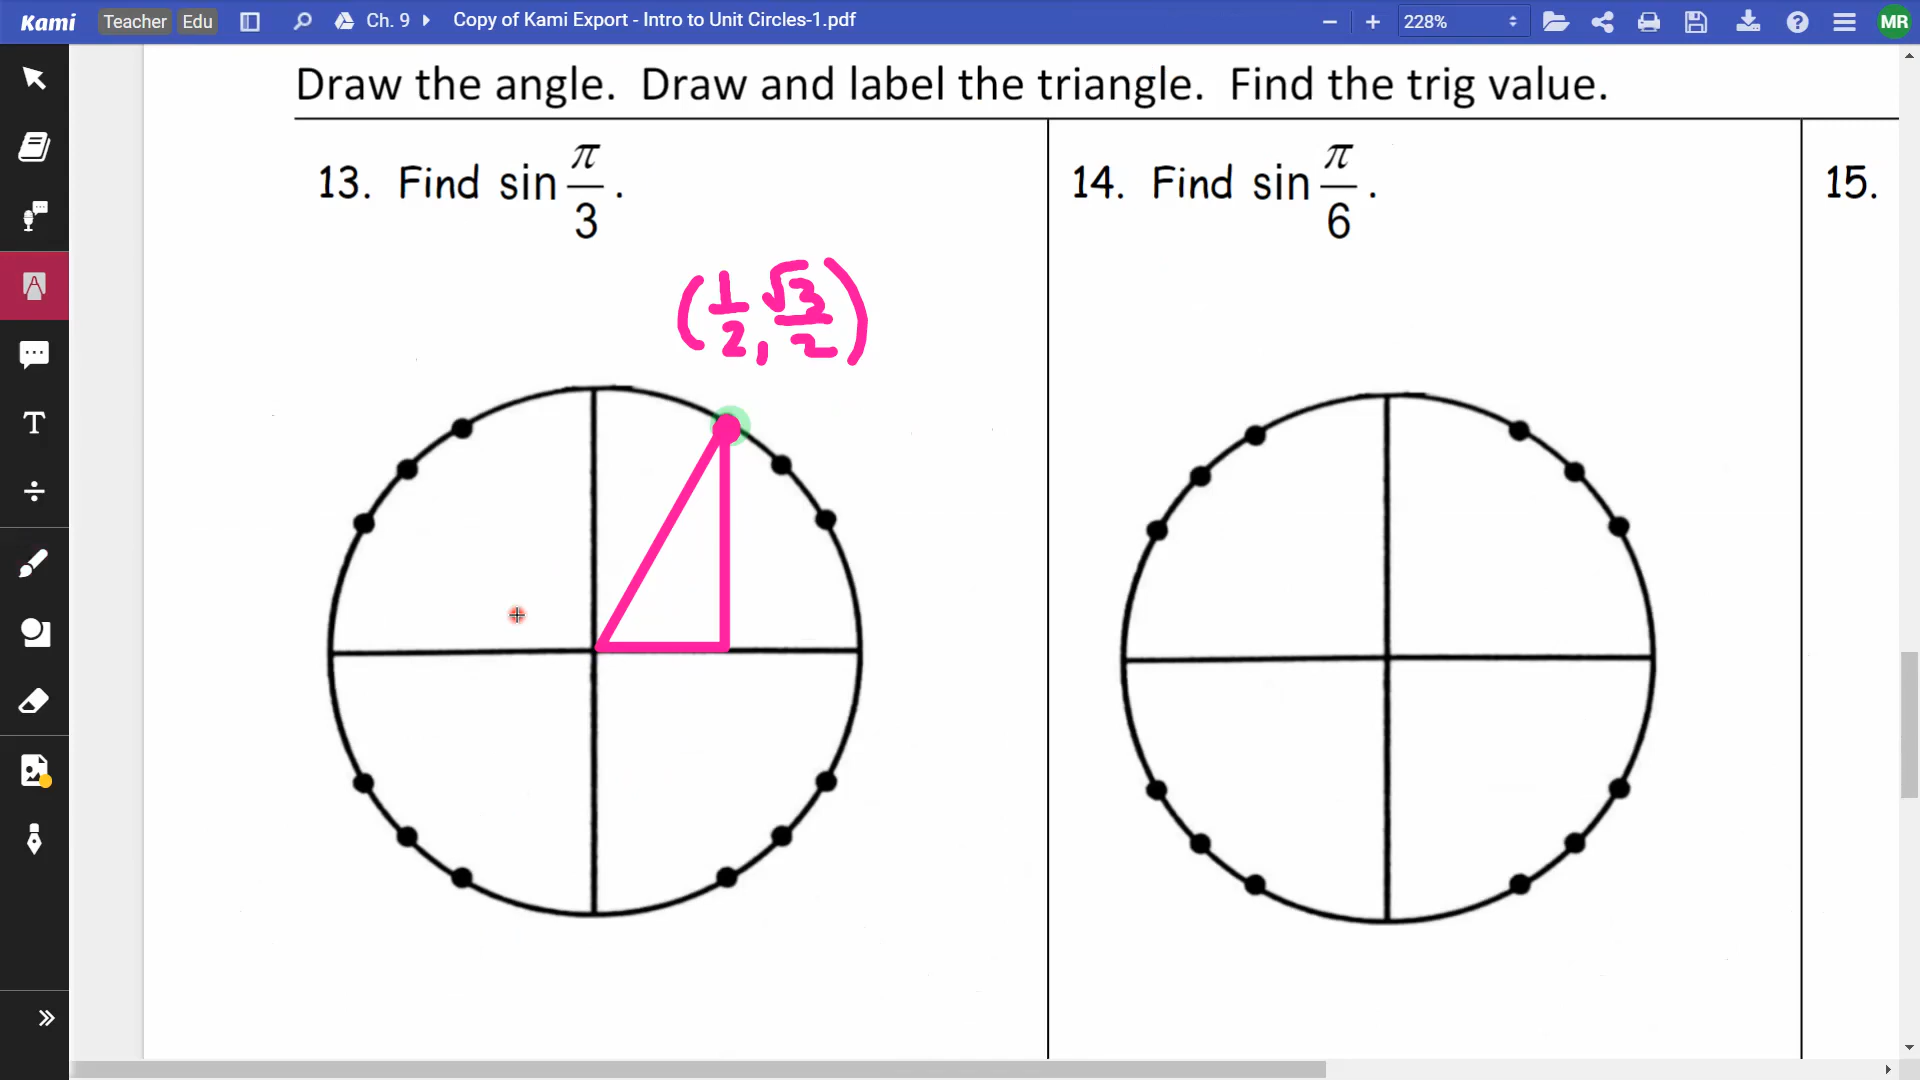 Kami Teacher Edu Ch. 9 Copy of Kami Export - Intro to Unit Circles-1.pdf 228% MR
Draw the angle. Draw and label the triangle. Find the trig value.
13. Find sin π/3.
14. Find sin π/6.
15.
(1/2, √3/2)